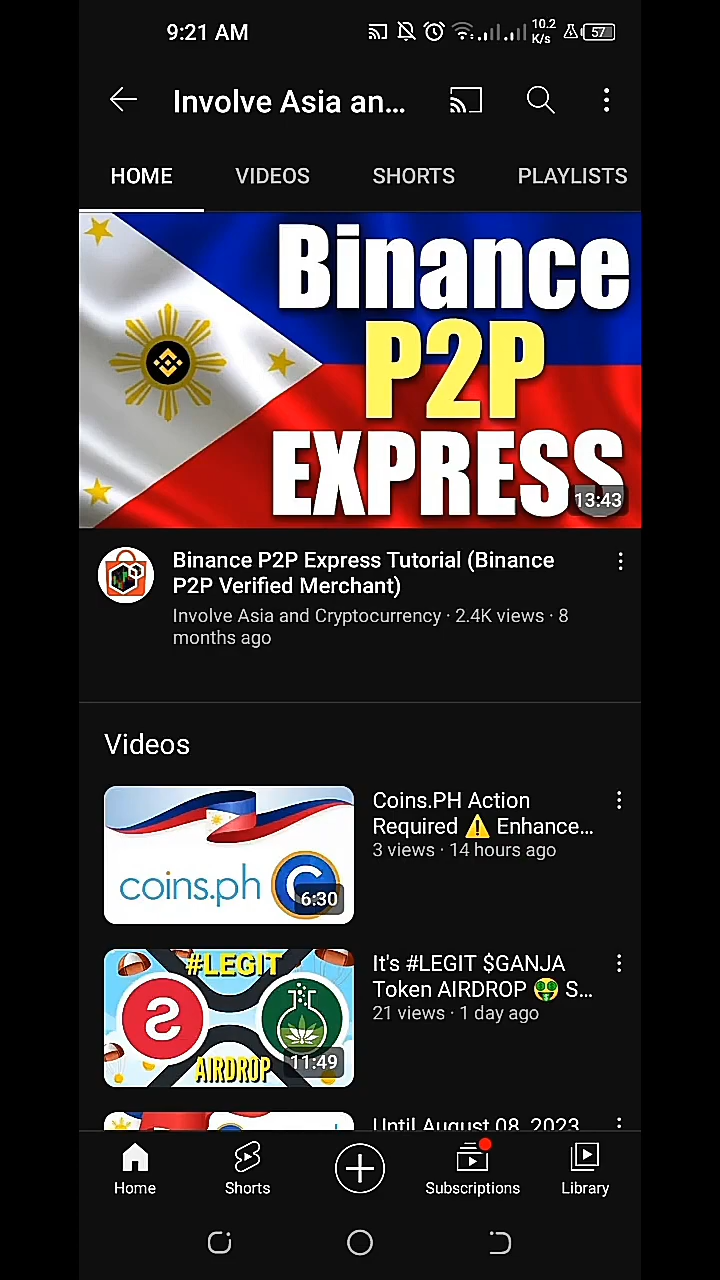 9:21 AM
10.2
K/s
57
Involve Asia an...
HOME
VIDEOS
SHORTS
PLAYLISTS
Binance
P2P
EXPRESS
13:43
Binance P2P Express Tutorial (Binance
P2P Verified Merchant)
Involve Asia and Cryptocurrency · 2.4K views · 8
months ago
Videos
coins.ph
6:30
Coins.PH Action
Required ⚠️ Enhance...
3 views · 14 hours ago
#LEGIT
AIRDROP
11:49
It's #LEGIT $GANJA
Token AIRDROP 🤑 S...
21 views · 1 day ago
Until August 08, 2023
Home
Shorts
Subscriptions
Library